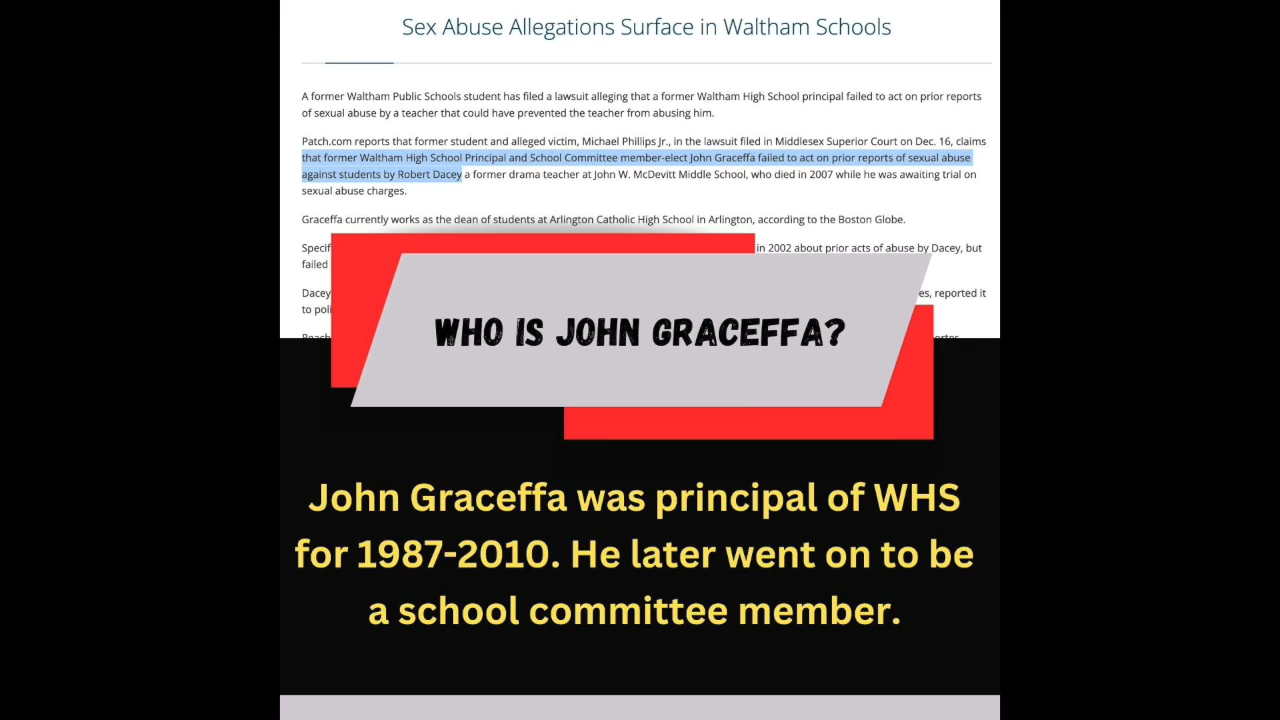 Sex Abuse Allegations Surface in Waltham Schools
A former Waltham Public Schools student has filed a lawsuit alleging that a former Waltham High School principal failed to act on prior reports
of sexual abuse by a teacher that could have prevented the teacher from abusing him.
Patch.com reports that former student and alleged victim, Michael Phillips Jr., in the lawsuit filed in Middlesex Superior Court on Dec. 16, claims
that former Waltham High School Principal and School Committee member-elect John Graceffa failed to act on prior reports of sexual abuse
against students by Robert Dacey a former drama teacher at John W. McDevitt Middle School, who died in 2007 while he was awaiting trial on
sexual abuse charges.
Graceffa currently works as the dean of students at Arlington Catholic High School in Arlington, according to the Boston Globe.
in 2002 about prior acts of abuse by Dacey, but
failed
Dacey reported it
to
WHO IS JOHN GRACEFFA?
John Graceffa was principal of WHS
for 1987-2010. He later went on to be
a school committee member.